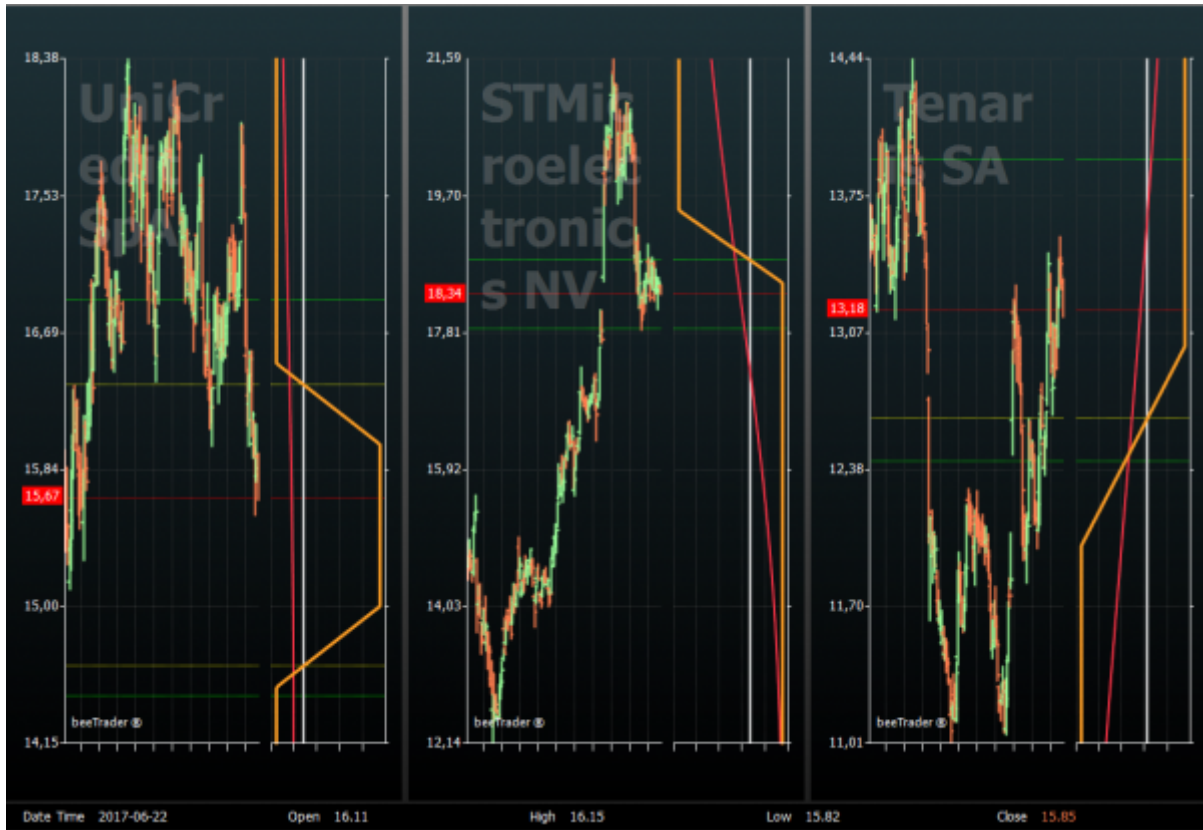 18,38
UniCr
edit
SpA
17,53
16,69
15,84
15,67
15,00
beeTrader ®
14,15
21,59
STMic
roelec
tronic
s NV
19,70
18,34
17,81
15,92
14,03
beeTrader ®
12,14
14,44
Tenar
is SA
13,75
13,18
13,07
12,38
11,70
beeTrader ®
11,01
Date Time 2017-06-22 Open 16.11 High 16.15 Low 15.82 Close 15.85